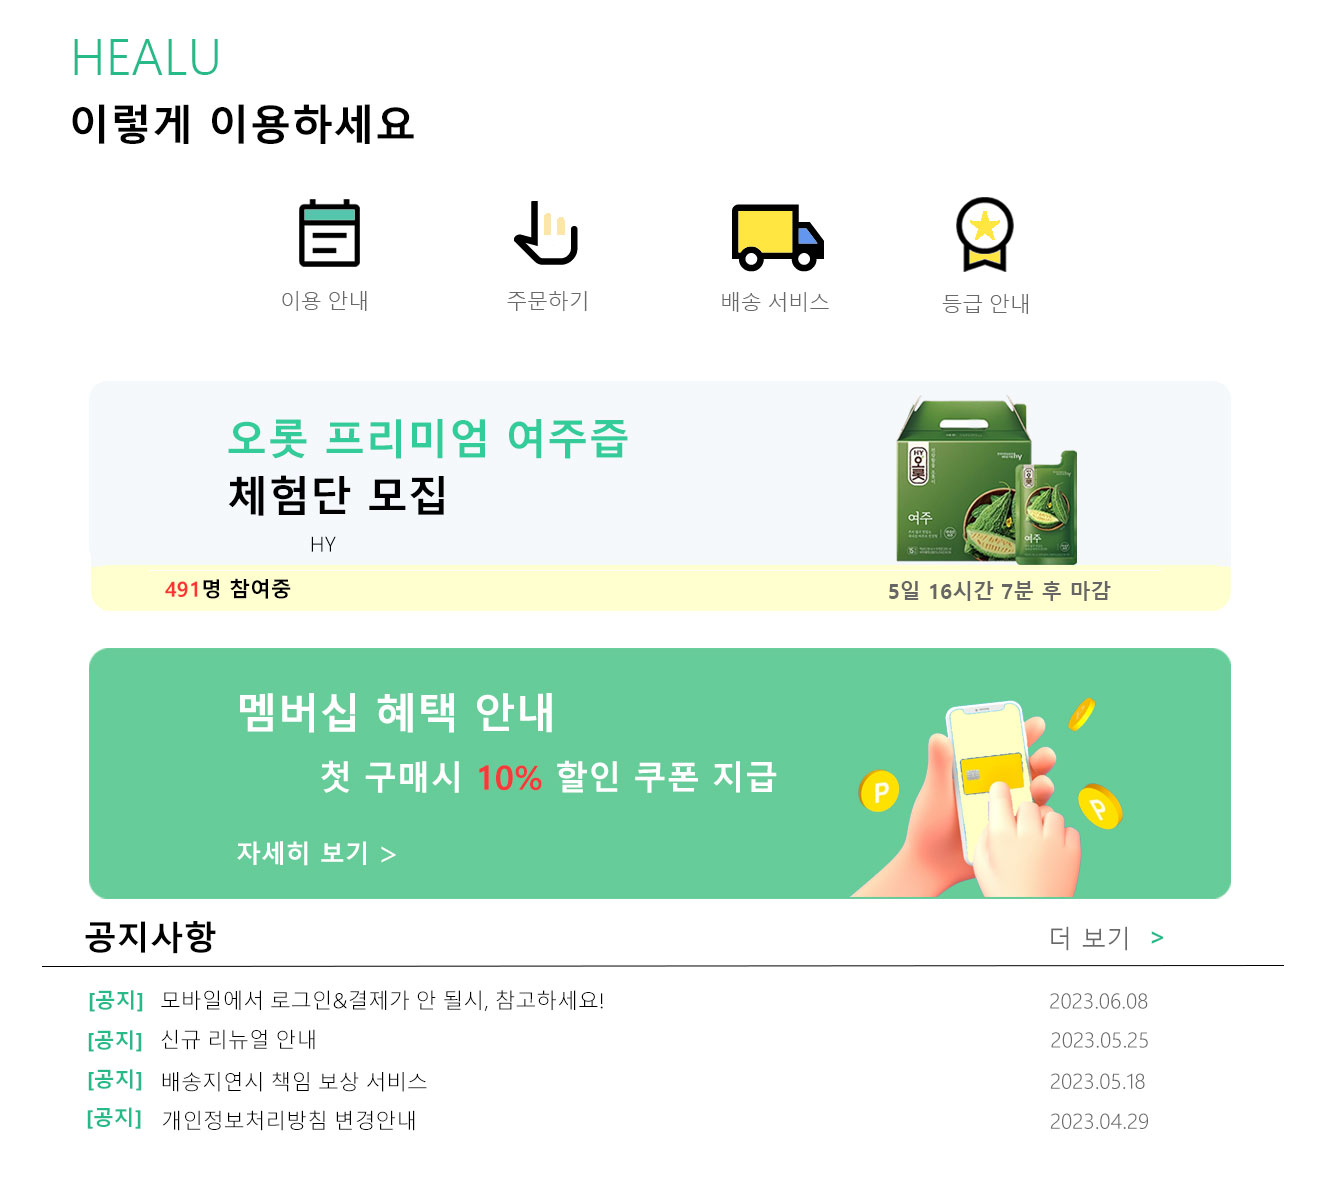 HEALU
이렇게 이용하세요
이용 안내
주문하기
배송 서비스
등급 안내
오롯 프리미엄 여주즙
체험단 모집
HY
HY 오롯
hy
여주
HY 오롯
여주
491명 참여중
5일 16시간 7분 후 마감
멤버십 혜택 안내
첫 구매시 10% 할인 쿠폰 지급
자세히 보기 >
P
P
공지사항
더 보기 >
[공지] 모바일에서 로그인&결제가 안 될시, 참고하세요! 2023.06.08
[공지] 신규 리뉴얼 안내 2023.05.25
[공지] 배송지연시 책임 보상 서비스 2023.05.18
[공지] 개인정보처리방침 변경안내 2023.04.29